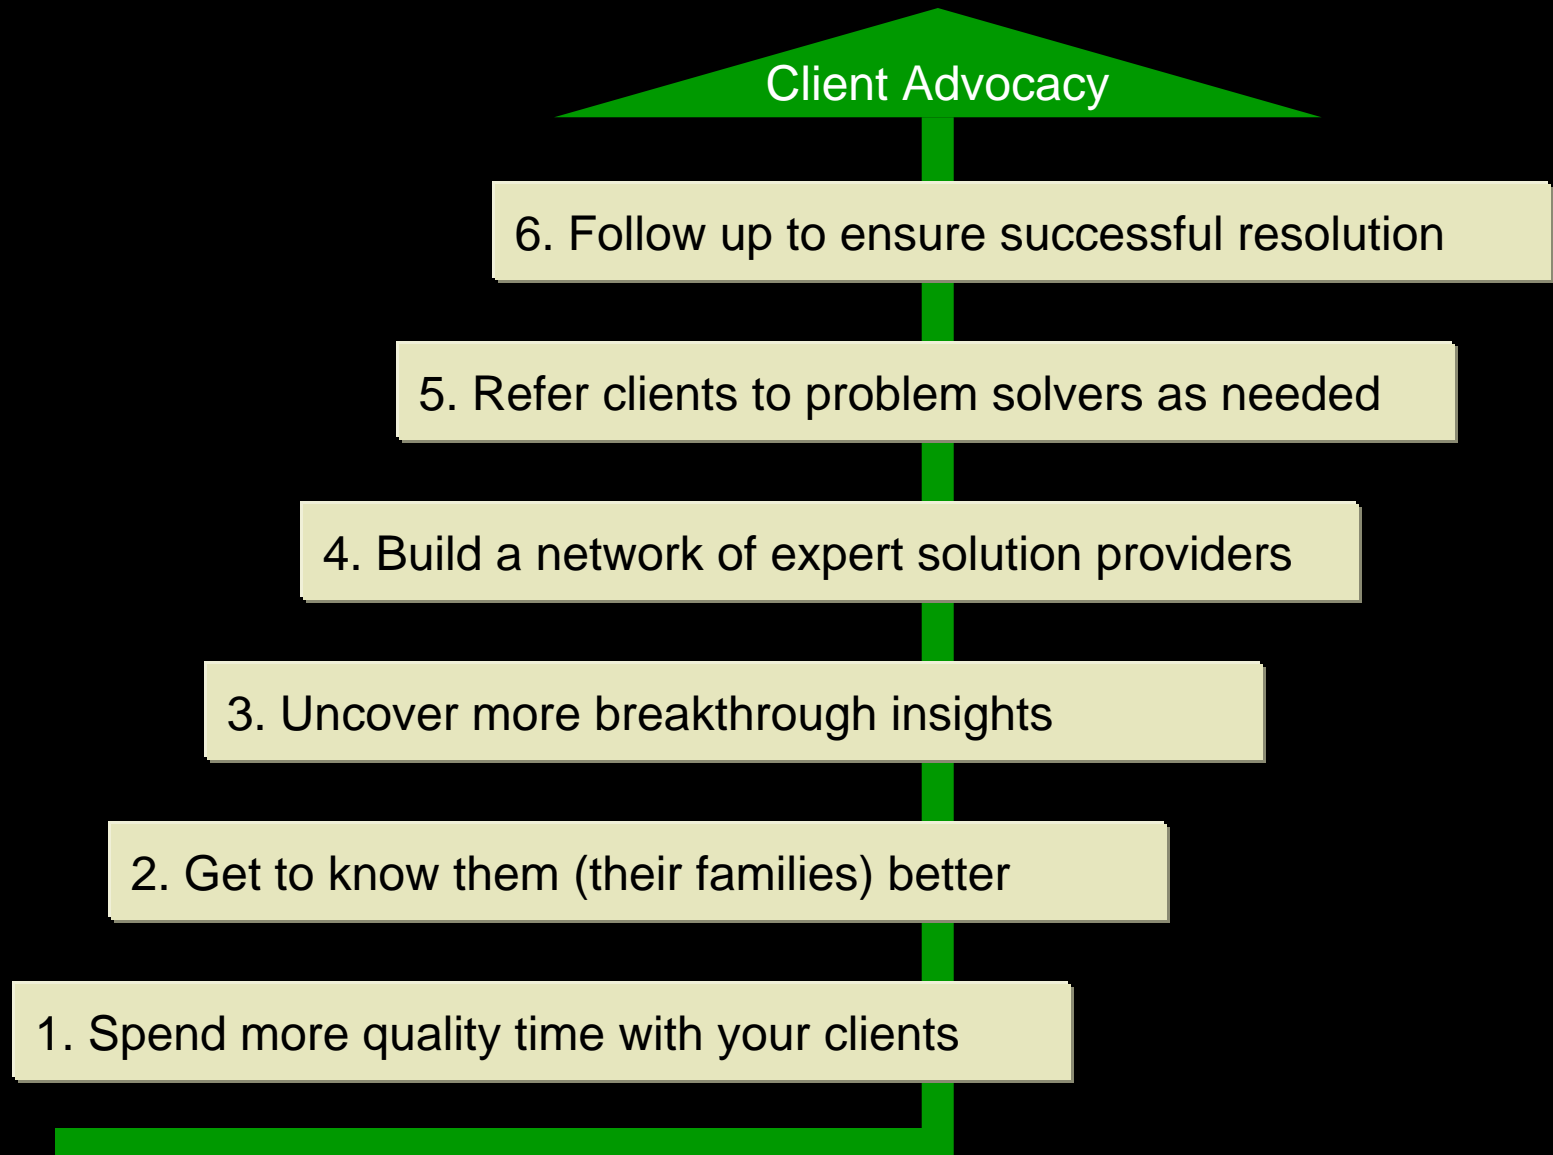 Client Advocacy
6. Follow up to ensure successful resolution
5. Refer clients to problem solvers as needed
4. Build a network of expert solution providers
3. Uncover more breakthrough insights
2. Get to know them (their families) better
1. Spend more quality time with your clients